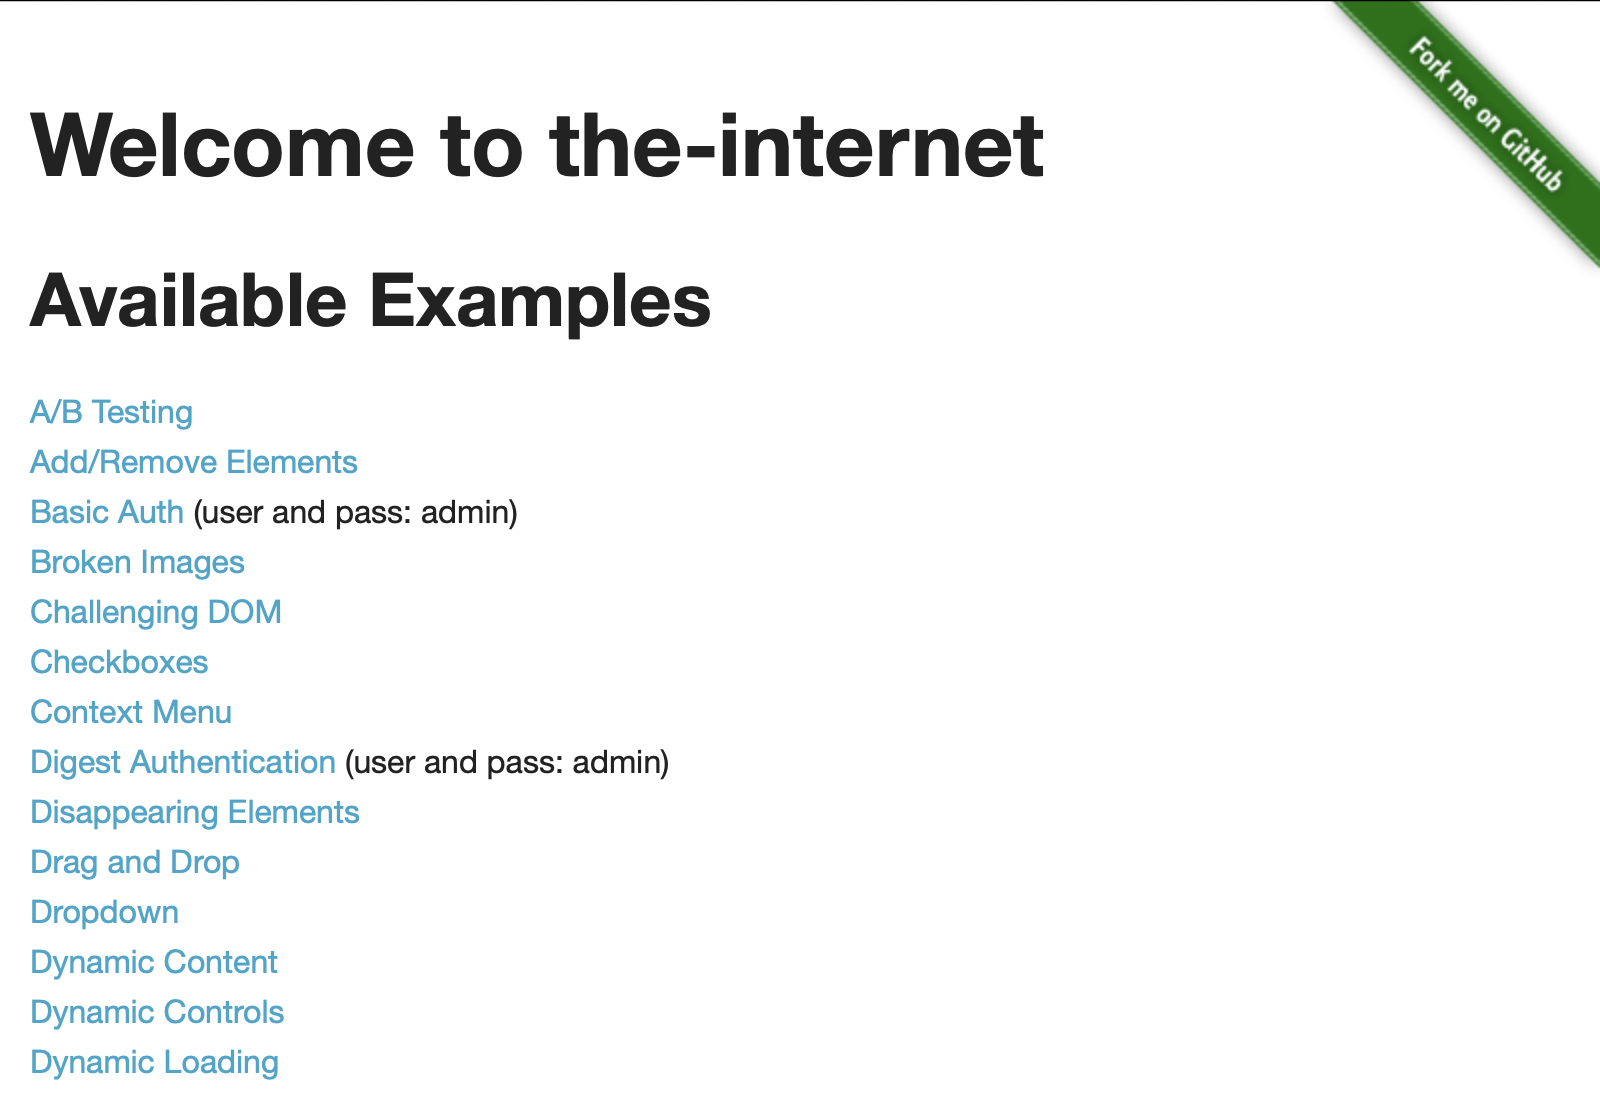 Fork me on GitHub
Welcome to the-internet
Available Examples
A/B Testing
Add/Remove Elements
Basic Auth (user and pass: admin)
Broken Images
Challenging DOM
Checkboxes
Context Menu
Digest Authentication (user and pass: admin)
Disappearing Elements
Drag and Drop
Dropdown
Dynamic Content
Dynamic Controls
Dynamic Loading